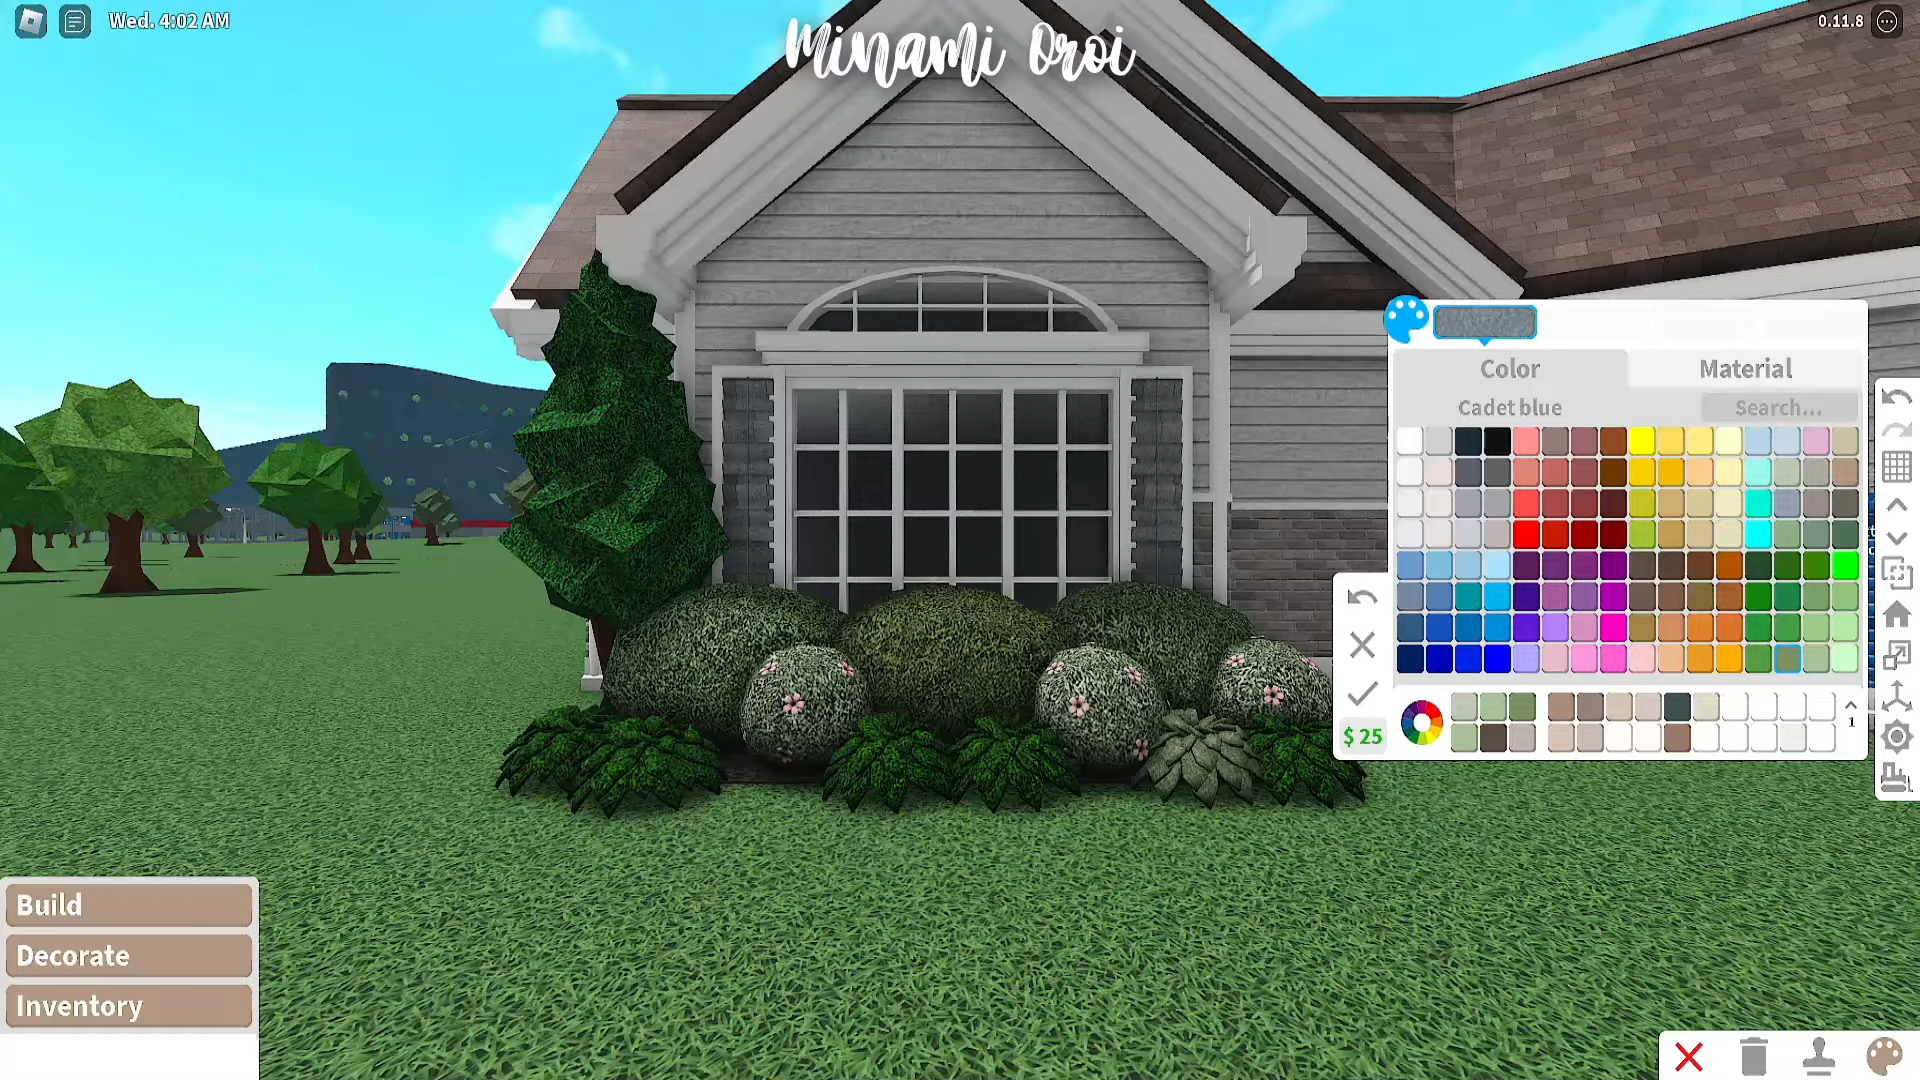 Wed. 4:02 AM
Minami Oroi
0.11.8
Color
Material
Cadet blue
Search...
$ 25
1
Build
Decorate
Inventory